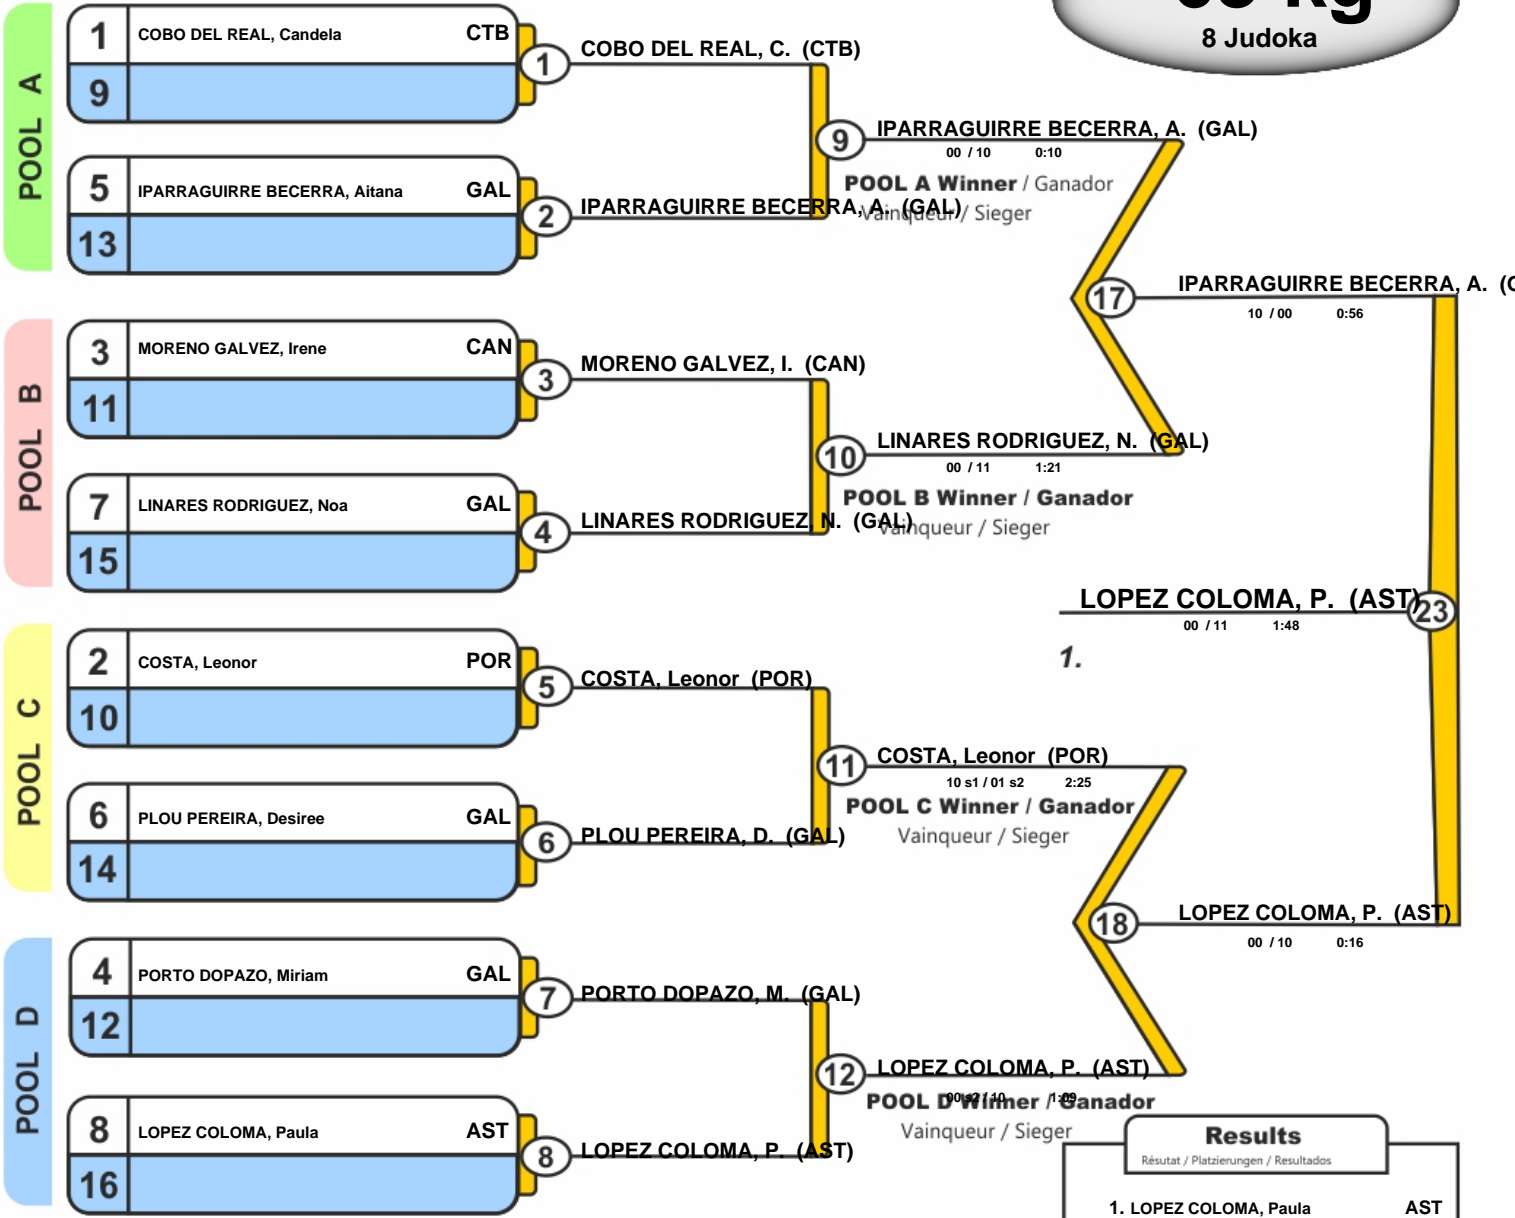 kg
8 Judoka
POOL A
1 COBO DEL REAL, Candela CTB
9
1 COBO DEL REAL, C. (CTB)
5 IPARRAGUIRRE BECERRA, Aitana GAL
13
2 IPARRAGUIRRE BECERRA, A. (GAL)
9 IPARRAGUIRRE BECERRA, A. (GAL)
00 / 10 0:10
POOL A Winner / Ganador
Vainqueur / Sieger
POOL B
3 MORENO GALVEZ, Irene CAN
11
3 MORENO GALVEZ, I. (CAN)
7 LINARES RODRIGUEZ, Noa GAL
15
4 LINARES RODRIGUEZ, N. (GAL)
10 LINARES RODRIGUEZ, N. (GAL)
00 / 11 1:21
POOL B Winner / Ganador
Vainqueur / Sieger
17 IPARRAGUIRRE BECERRA, A.
10 / 00 0:56
POOL C
2 COSTA, Leonor POR
10
5 COSTA, Leonor (POR)
6 PLOU PEREIRA, Desiree GAL
14
6 PLOU PEREIRA, D. (GAL)
11 COSTA, Leonor (POR)
10 s1 / 01 s2 2:25
POOL C Winner / Ganador
Vainqueur / Sieger
POOL D
4 PORTO DOPAZO, Miriam GAL
12
7 PORTO DOPAZO, M. (GAL)
8 LOPEZ COLOMA, Paula AST
16
8 LOPEZ COLOMA, P. (AST)
12 LOPEZ COLOMA, P. (AST)
00 s2 / 10 1:09
POOL D Winner / Ganador
Vainqueur / Sieger
18 LOPEZ COLOMA, P. (AST)
00 / 10 0:16
LOPEZ COLOMA, P. (AST) 23
00 / 11 1:48
1.
Results
Résutat / Platzierungen / Resultados
1. LOPEZ COLOMA, Paula AST